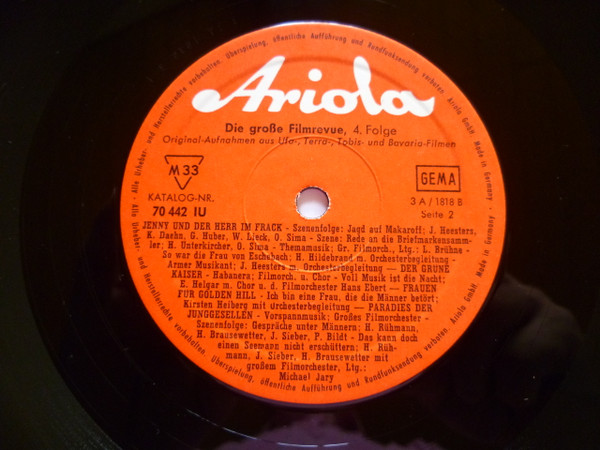 Alle Urheber- und Herstellerrechte vorbehalten. Überspielung, öffentliche Aufführung und Rundfunksendung verboten. Ariola GmbH. Made in Germany.
Ariola
Die große Filmrevue, 4. Folge
Original-Aufnahmen aus Ufa-, Terra-, Tobis- und Bavaria-Filmen
M 33
GEMA
KATALOG-NR.
70 442 IU
3 A / 1818 B
Seite 2
JENNY UND DER HERR IM FRACK - Szenenfolge: Jagd auf Makaroff; J. Heesters,
K. Daehn, G. Huber, W. Lieck, O. Sima - Szene: Rede an die Briefmarkensamm-
ler; H. Unterkircher, O. Sima - Themamusik; Gr. Filmorch., Ltg.: L. Brühne -
So war die Frau von Eschnbach; H. Hildebrand m. Orchesterbegleitung -
Armer Musikant; J. Heesters m. Orchesterbegleitung — DER GRÜNE
KAISER - Habanera; Filmorch. u. Chor - Voll Musik ist die Nacht;
E. Helgar m. Chor u. d. Filmorchester Hans Ebert — FRAUEN
FÜR GOLDEN HILL - Ich bin eine Frau, die die Männer betört;
Kirsten Heiberg mit Orchesterbegleitung — PARADIES DER
JUNGGESELLEN - Vorspannmusik; Großes Filmorchester -
Szenenfolge: Gespräche unter Männern; H. Rühmann,
H. Brausewetter, J. Sieber, P. Bildt - Das kann doch
einen Seemann nicht erschüttern; H. Rüh-
mann, J. Sieber, H. Brausewetter mit
großem Filmorchester, Ltg.:
Michael Jary